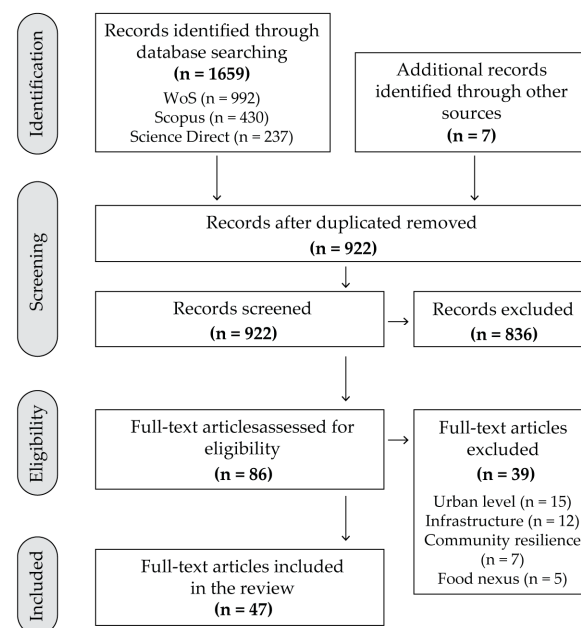 Identification
Records identified through
database searching
(n = 1659)
WoS (n = 992)
Scopus (n = 430)
Science Direct (n = 237)
Additional records
identified through other
sources
(n = 7)
Screening
Records after duplicated removed
(n = 922)
Records screened
(n = 922)
Records excluded
(n = 836)
Eligibility
Full-text articlesassessed for
eligibility
(n = 86)
Full-text articles
excluded
(n = 39)
Urban level (n = 15)
Infrastructure (n = 12)
Community resilience
(n = 7)
Food nexus (n = 5)
Included
Full-text articles included
in the review
(n = 47)